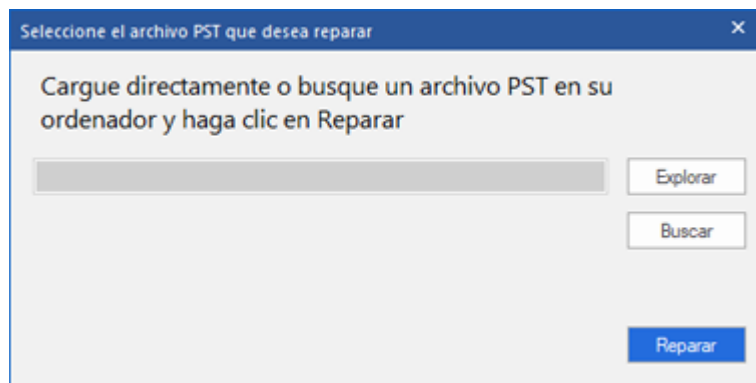 Seleccione el archivo PST que desea reparar
Cargue directamente o busque un archivo PST en su
ordenador y haga clic en Reparar
Explorar
Buscar
Reparar